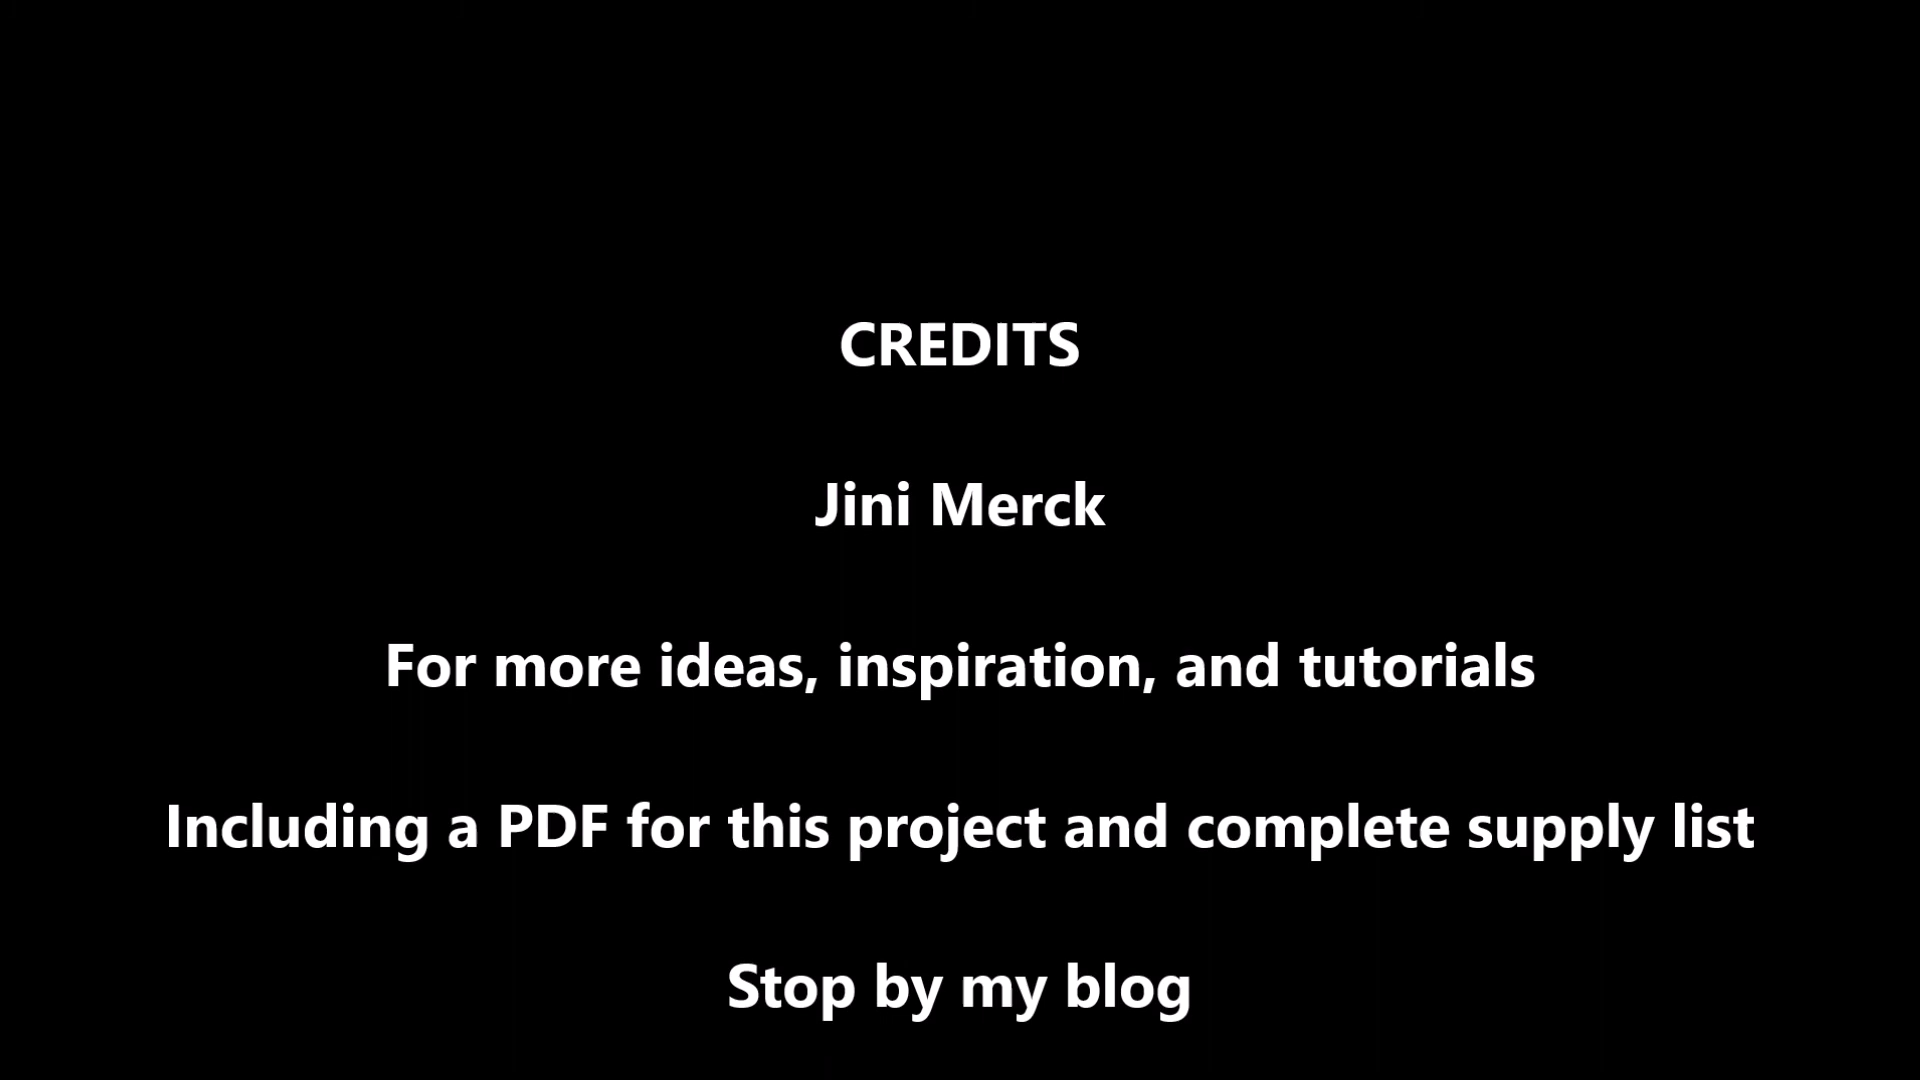 CREDITS
Jini Merck
For more ideas, inspiration, and tutorials
Including a PDF for this project and complete supply list
Stop by my blog